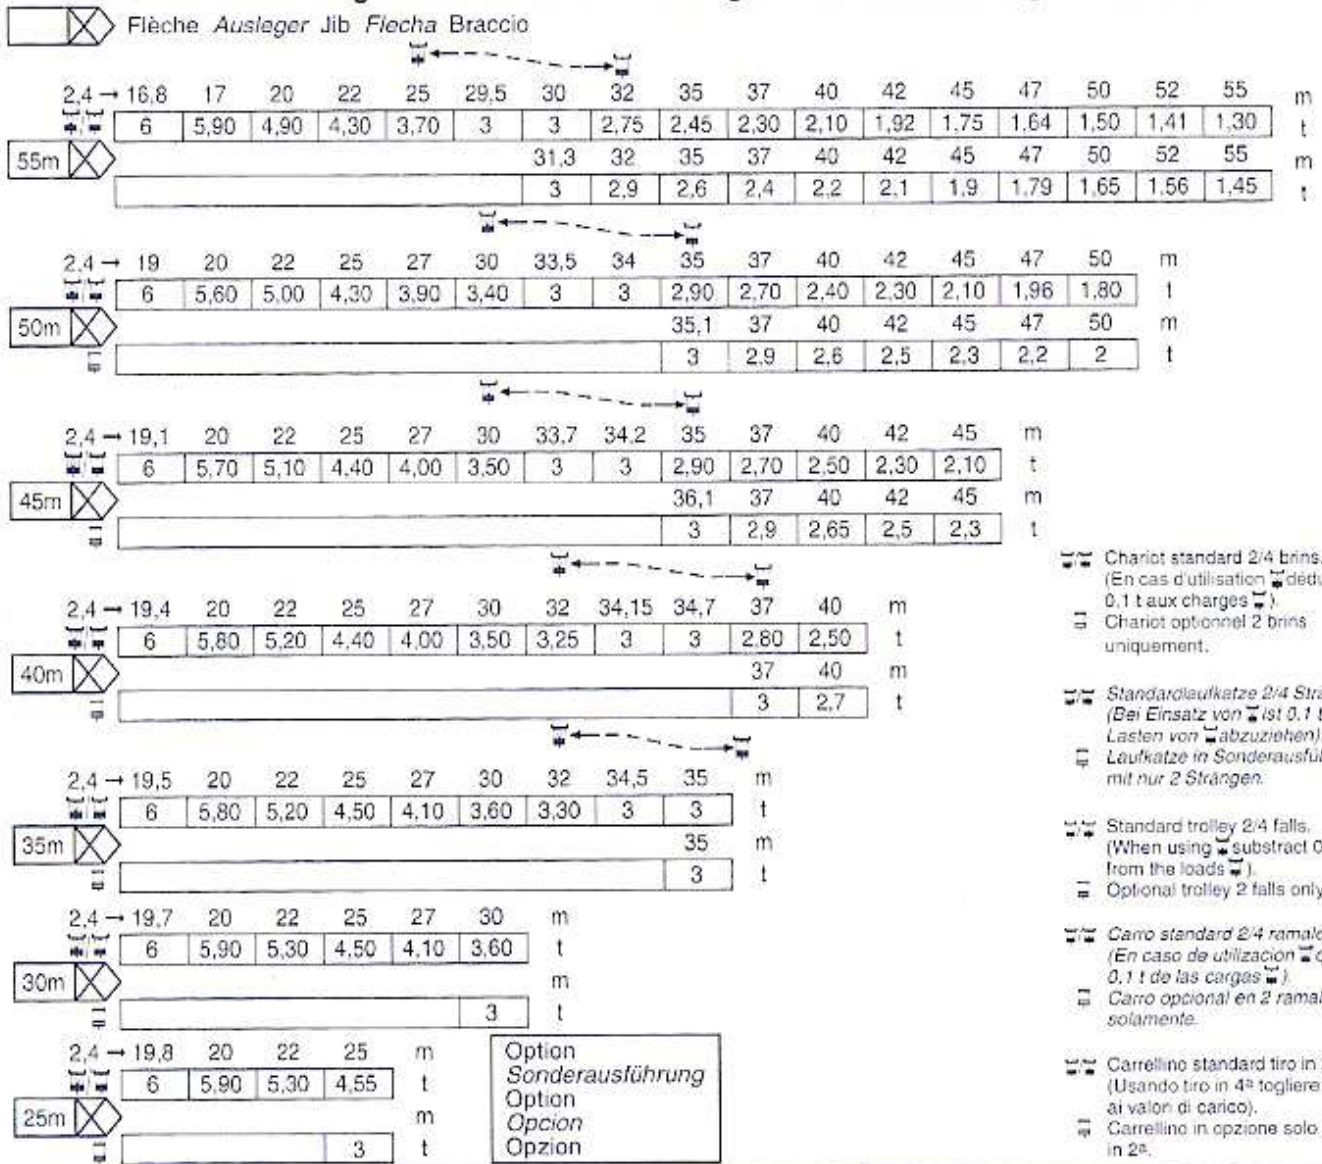 Flèche Ausleger Jib Flecha Braccio
2,4 → 16,8 17 20 22 25 29,5 30 32 35 37 40 42 45 47 50 52 55 m
6 5,90 4,90 4,30 3,70 3 3 2,75 2,45 2,30 2,10 1,92 1,75 1,64 1,50 1,41 1,30 t
55m
31,3 32 35 37 40 42 45 47 50 52 55 m
3 2,9 2,6 2,4 2,2 2,1 1,9 1,79 1,65 1,56 1,45 t
2,4 → 19 20 22 25 27 30 33,5 34 35 37 40 42 45 47 50 m
6 5,60 5,00 4,30 3,90 3,40 3 3 2,90 2,70 2,40 2,30 2,10 1,96 1,80 t
50m
35,1 37 40 42 45 47 50 m
3 2,9 2,6 2,5 2,3 2,2 2 t
2,4 → 19,1 20 22 25 27 30 33,7 34,2 35 37 40 42 45 m
6 5,70 5,10 4,40 4,00 3,50 3 3 2,90 2,70 2,50 2,30 2,10 t
45m
36,1 37 40 42 45 m
3 2,9 2,65 2,5 2,3 t
2,4 → 19,4 20 22 25 27 30 32 34,15 34,7 37 40 m
6 5,80 5,20 4,40 4,00 3,50 3,25 3 3 2,80 2,50 t
40m
37 40 m
3 2,7 t
2,4 → 19,5 20 22 25 27 30 32 34,5 35 m
6 5,80 5,20 4,50 4,10 3,60 3,30 3 3 t
35m
35 m
3 t
2,4 → 19,7 20 22 25 27 30 m
6 5,90 5,30 4,50 4,10 3,60 t
30m
m
3 t
2,4 → 19,8 20 22 25 m
6 5,90 5,30 4,55 t
25m
m
3 t
Option
Sonderausführung
Option
Opcion
Opzion
Chariot standard 2/4 brins.
(En cas d'utilisation dédu
0,1 t aux charges ).
Chariot optionnel 2 brins
uniquement.
Standardlaufkatze 2/4 Strä
(Bei Einsatz von ist 0,1 t
Lasten von abzuziehen)
Laufkatze in Sonderausfül
mit nur 2 Strängen.
Standard trolley 2/4 falls.
(When using substract 0
from the loads ).
Optional trolley 2 falls only
Carro standard 2/4 ramale
(En caso de utilizacion
0,1 t de las cargas )
Carro opcional en 2 ramal
solamente.
Carrellino standard tiro in
(Usando tiro in 4ª togliere
ai valori di carico).
Carrellino in opzione solo
in 2ª.